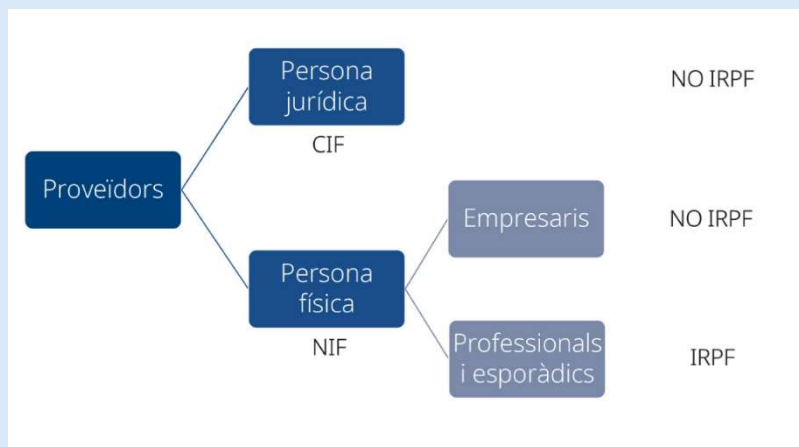 Persona
jurídica
NO IRPF
CIF
Proveïdors
Empresaris
NO IRPF
Persona
física
NIF
Professionals
i esporàdics
IRPF